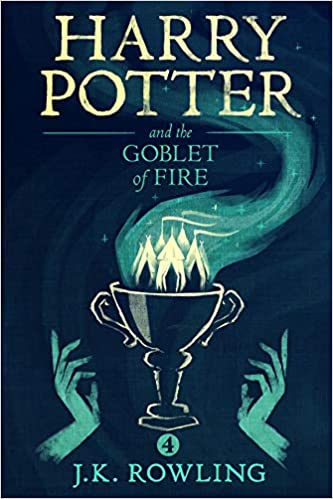 HARRY
POTTER
and the
GOBLET
of FIRE
4
J.K. ROWLING